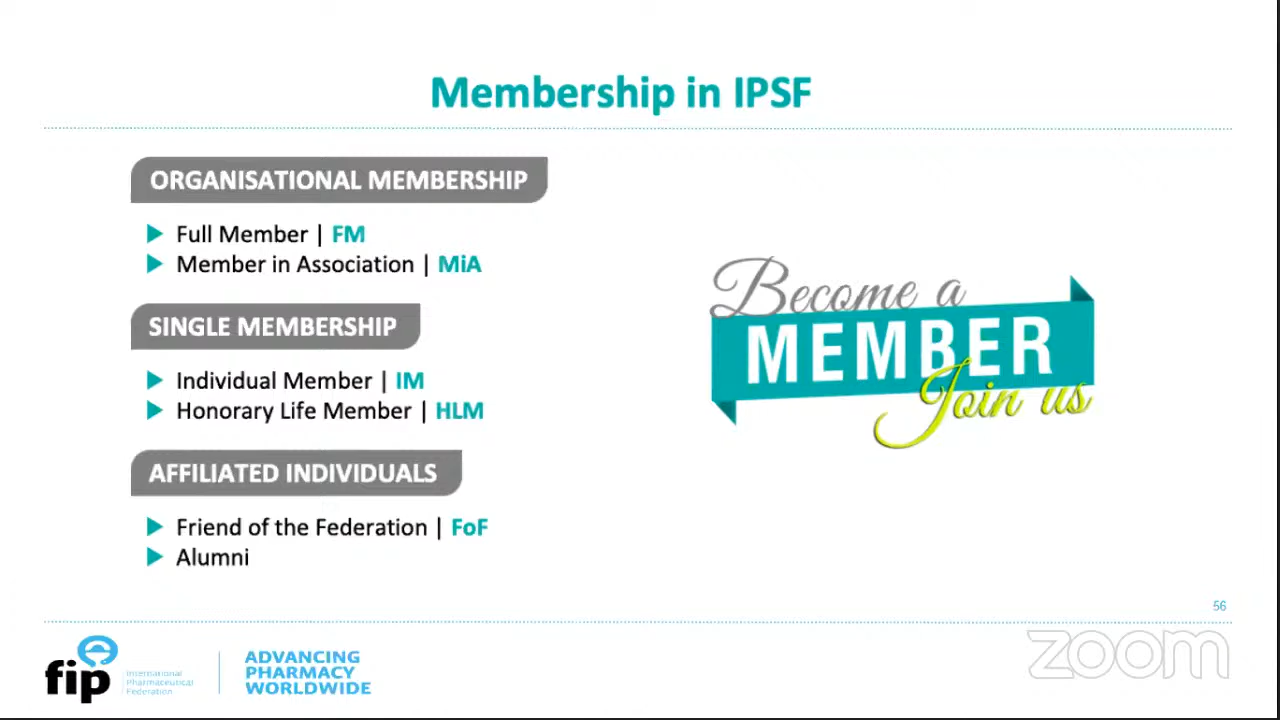 Membership in IPSF
ORGANISATIONAL MEMBERSHIP
Full Member | FM
Member in Association | MiA
SINGLE MEMBERSHIP
Individual Member | IM
Honorary Life Member | HLM
AFFILIATED INDIVIDUALS
Friend of the Federation | FoF
Alumni
Become a
MEMBER
Join us
56
fip
International
Pharmaceutical
Federation
ADVANCING
PHARMACY
WORLDWIDE
zoom